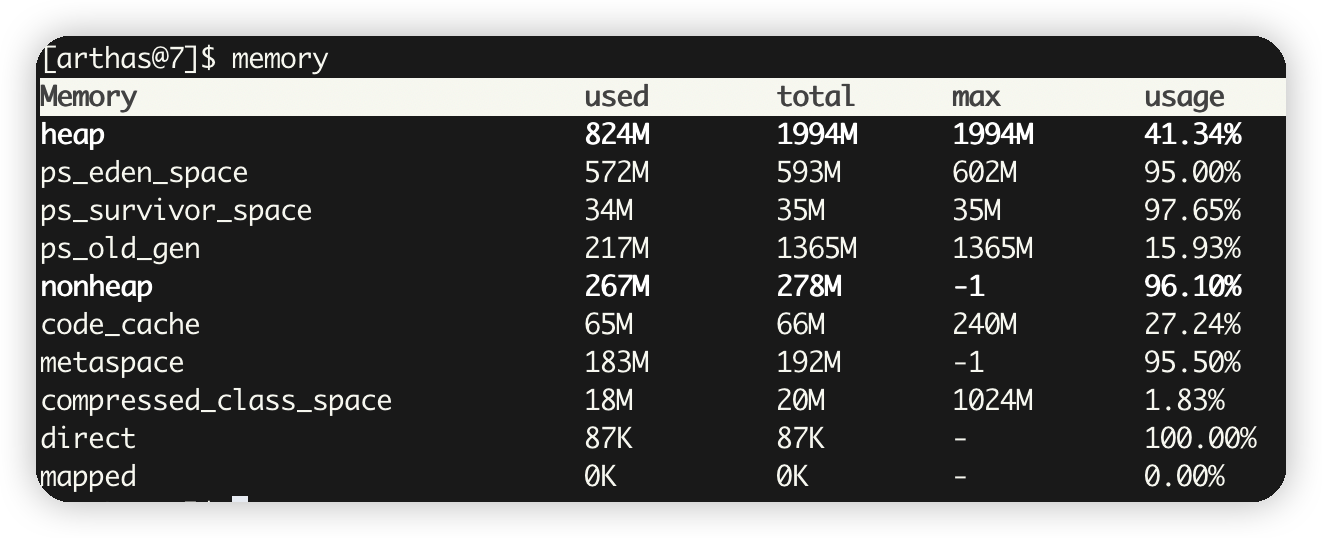 [arthas@7]$ memory
Memory used total max usage
heap 824M 1994M 1994M 41.34%
ps_eden_space 572M 593M 602M 95.00%
ps_survivor_space 34M 35M 35M 97.65%
ps_old_gen 217M 1365M 1365M 15.93%
nonheap 267M 278M -1 96.10%
code_cache 65M 66M 240M 27.24%
metaspace 183M 192M -1 95.50%
compressed_class_space 18M 20M 1024M 1.83%
direct 87K 87K - 100.00%
mapped 0K 0K - 0.00%